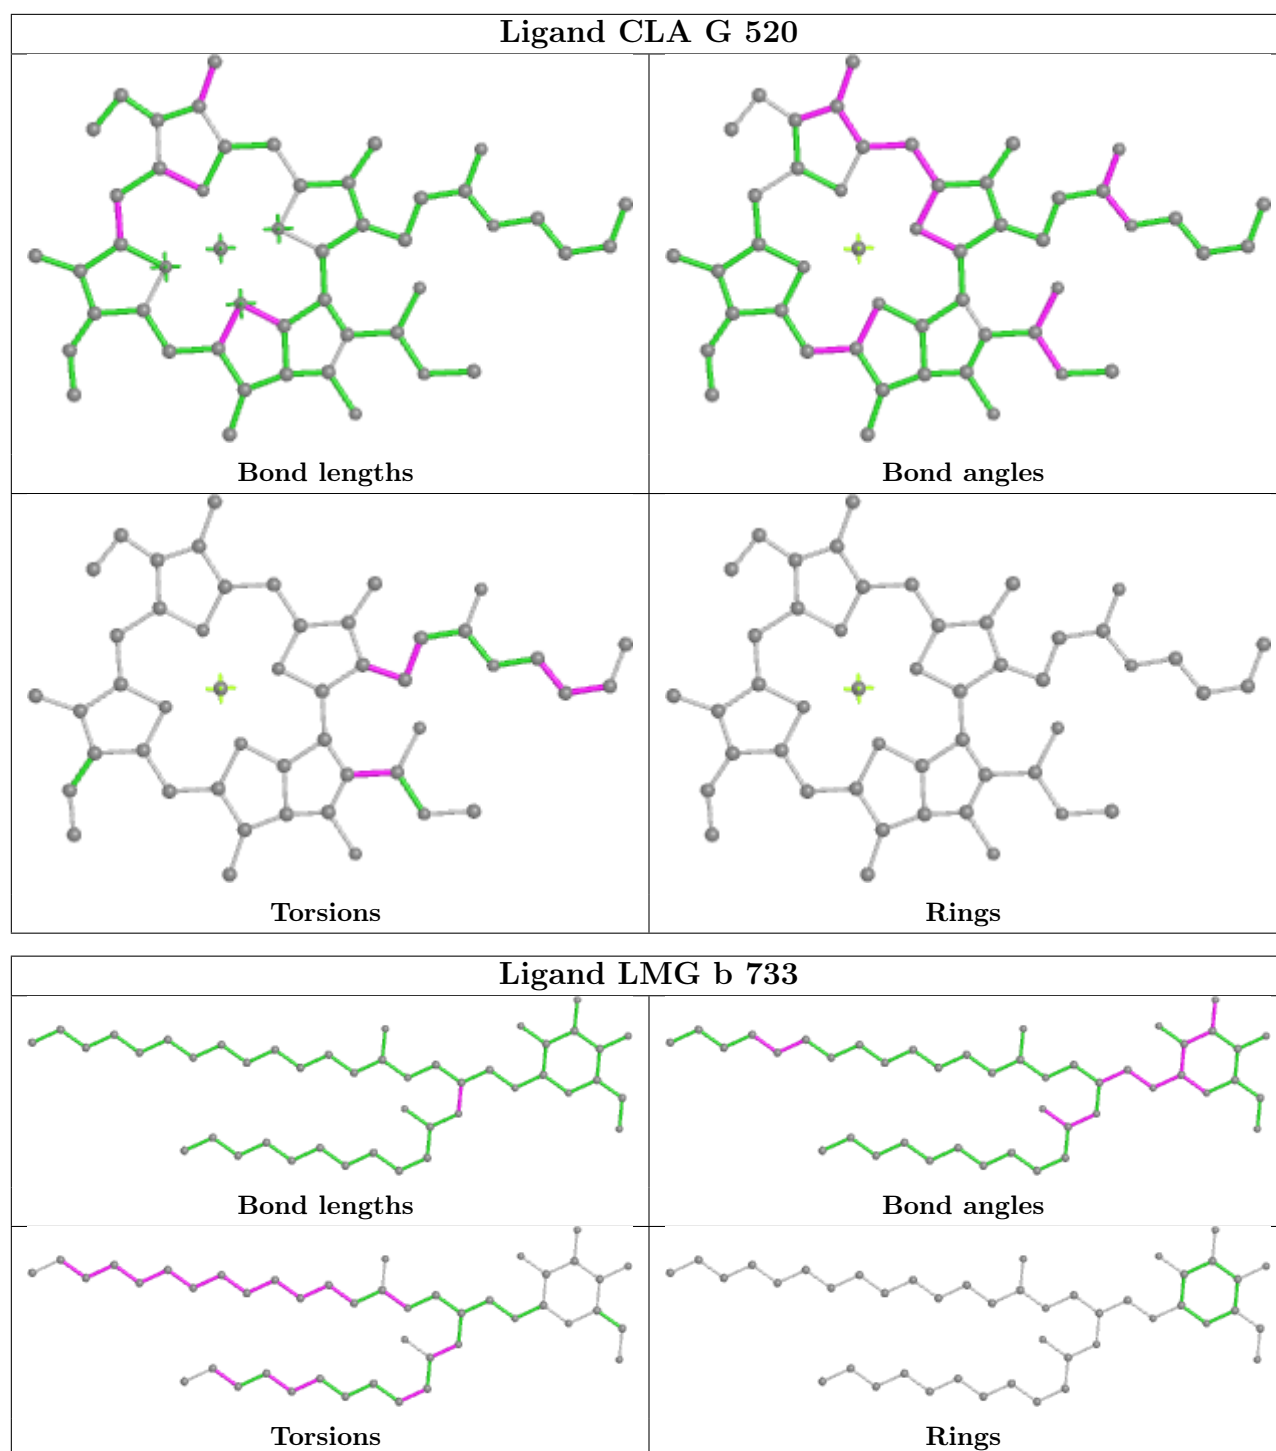 Ligand CLA G 520
Bond lengths
Bond angles
Torsions
Rings
Ligand LMG b 733
Bond lengths
Bond angles
Torsions
Rings